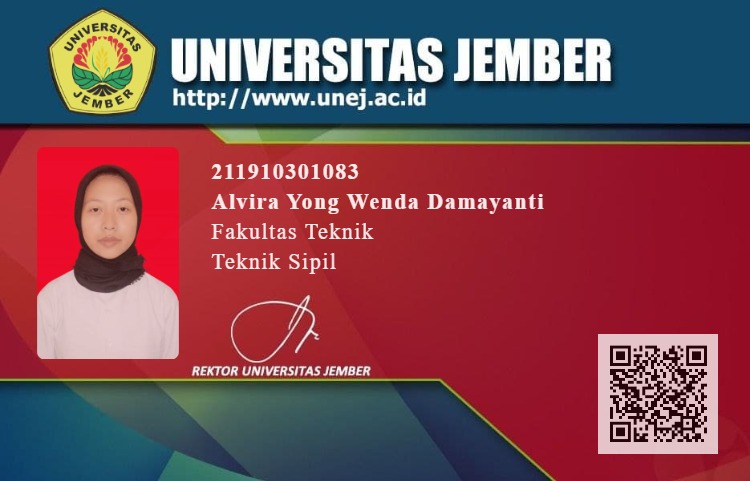 UNIVERSITAS
JEMBER
UNIVERSITAS JEMBER
http://www.unej.ac.id
211910301083
Alvira Yong Wenda Damayanti
Fakultas Teknik
Teknik Sipil
REKTOR UNIVERSITAS JEMBER